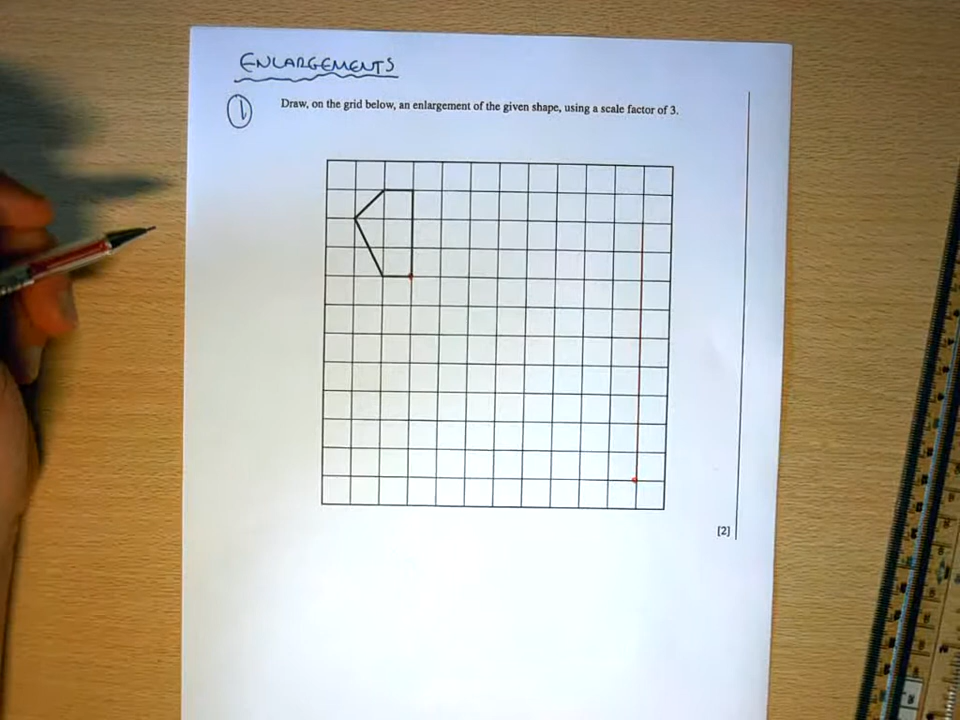 ENLARGEMENTS
1 Draw, on the grid below, an enlargement of the given shape, using a scale factor of 3.
[2]